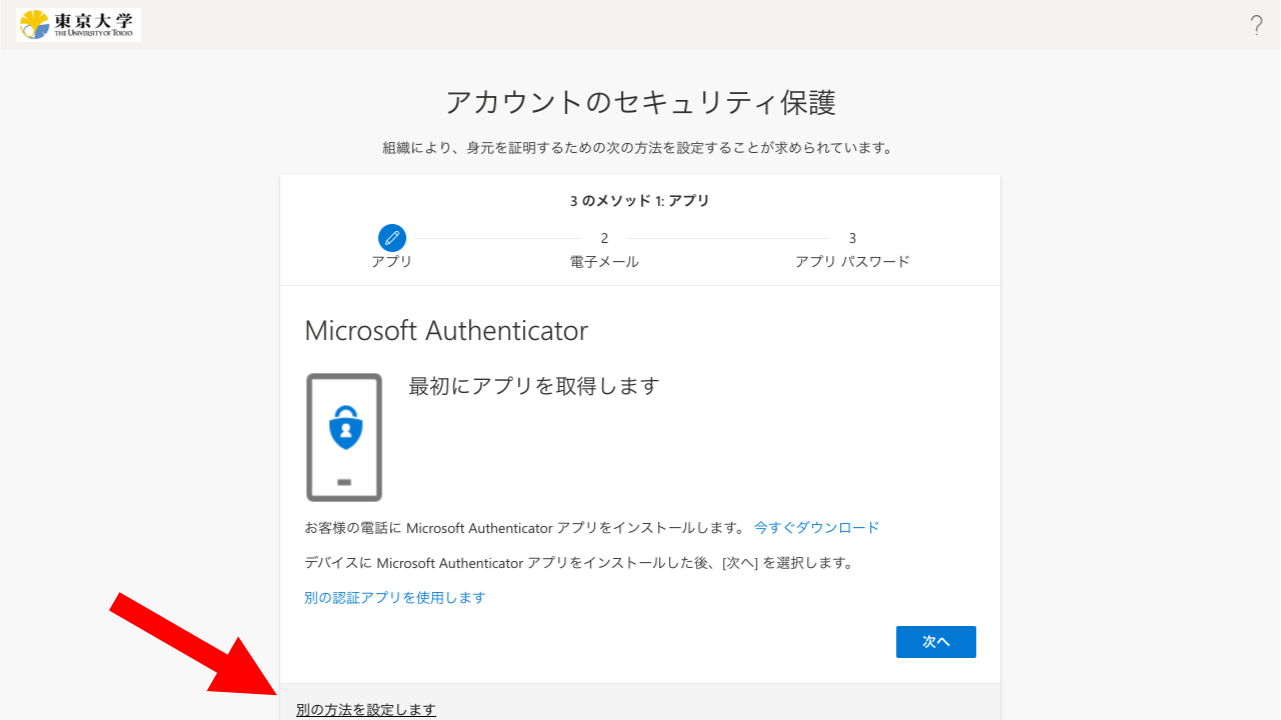 東京大学
THE UNIVERSITY OF TOKYO
?
アカウントのセキュリティ保護
組織により、身元を証明するための次の方法を設定することが求められています。
3 のメソッド 1: アプリ
2
3
アプリ
電子メール
アプリ パスワード
Microsoft Authenticator
最初にアプリを取得します
お客様の電話に Microsoft Authenticator アプリをインストールします。 今すぐダウンロード
デバイスに Microsoft Authenticator アプリをインストールした後、[次へ] を選択します。
別の認証アプリを使用します
次へ
別の方法を設定します